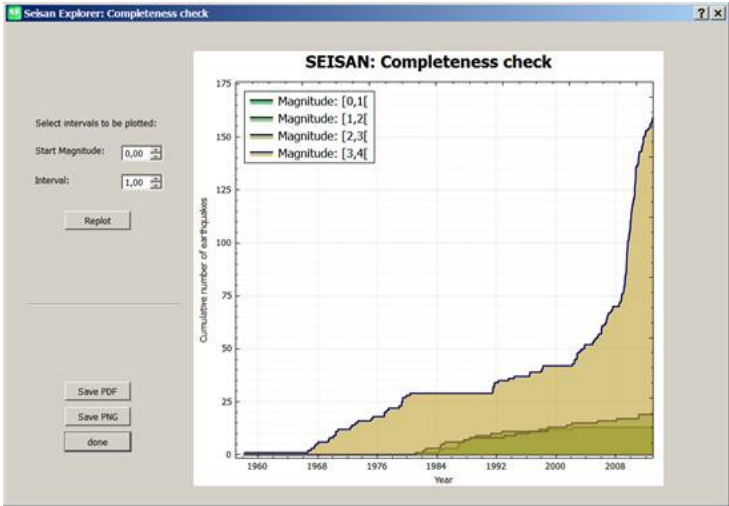 SE Seisan Explorer: Completeness check
SEISAN: Completeness check
Select intervals to be plotted:
Start Magnitude: 0,00
Interval: 1,00
Replot
Save PDF
Save PNG
done
Magnitude: [0,1[
Magnitude: [1,2[
Magnitude: [2,3[
Magnitude: [3,4[
Cumulative number of earthquakes
175
150
125
100
75
50
25
0
1960 1968 1976 1984 1992 2000 2008
Year